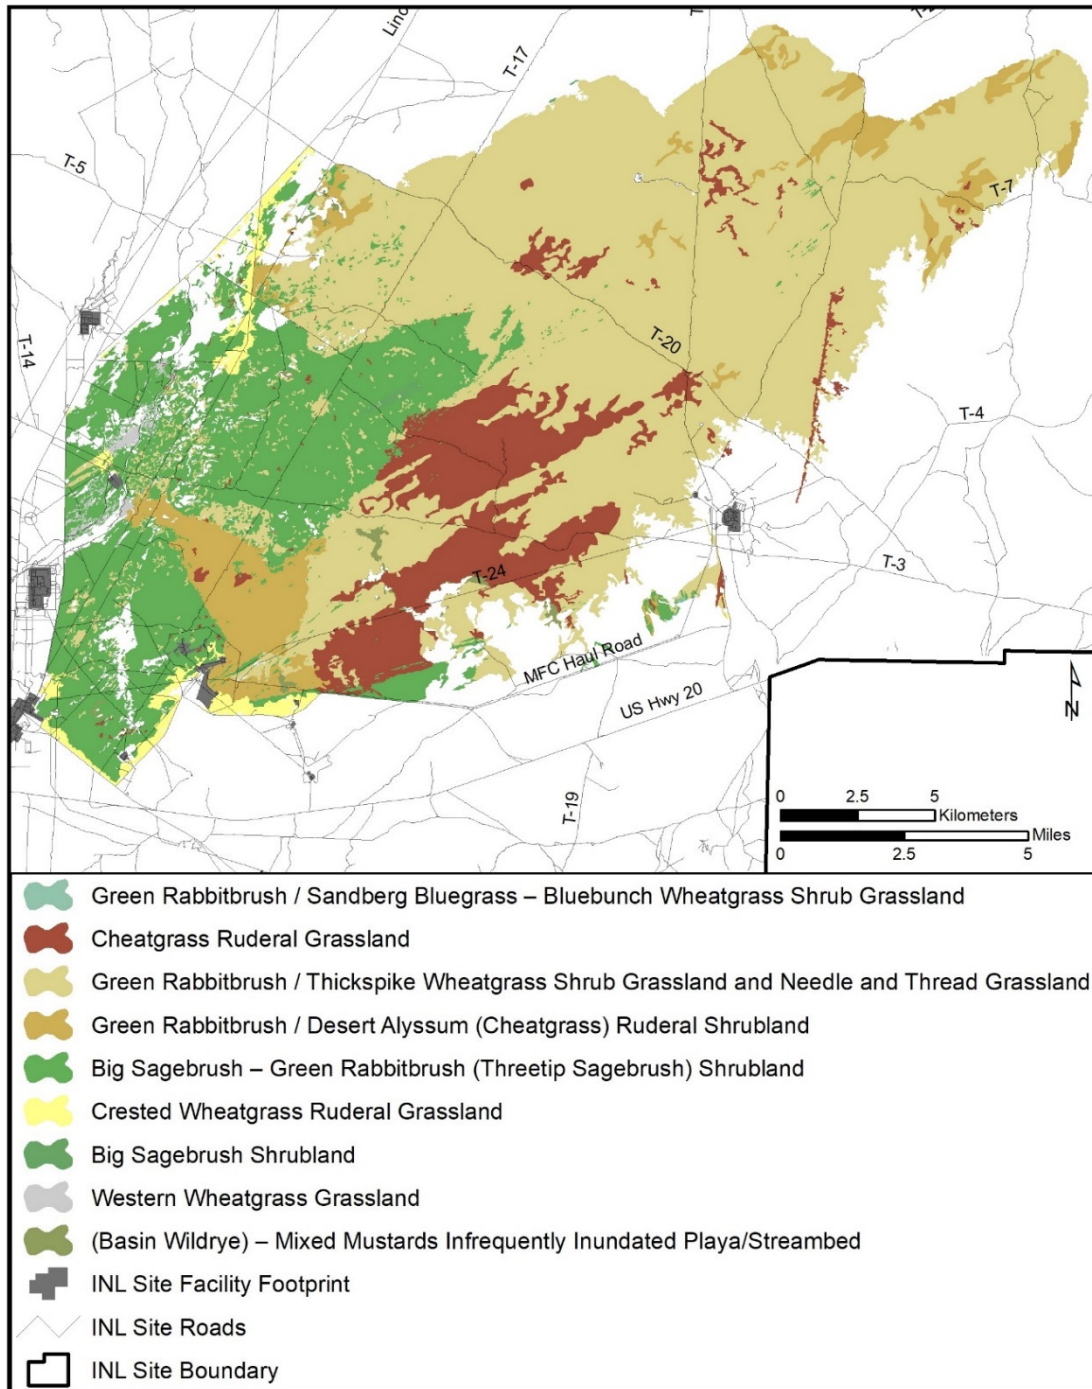 Linc
T-17
T-5
T-7
T-14
T-20
T-4
T-24
T-3
MFC Haul Road
US Hwy 20
T-19
N
0 2.5 5
Kilometers
Miles
0 2.5 5
Green Rabbitbrush / Sandberg Bluegrass – Bluebunch Wheatgrass Shrub Grassland
Cheatgrass Ruderal Grassland
Green Rabbitbrush / Thickspike Wheatgrass Shrub Grassland and Needle and Thread Grassland
Green Rabbitbrush / Desert Alyssum (Cheatgrass) Ruderal Shrubland
Big Sagebrush – Green Rabbitbrush (Threetip Sagebrush) Shrubland
Crested Wheatgrass Ruderal Grassland
Big Sagebrush Shrubland
Western Wheatgrass Grassland
(Basin Wildrye) – Mixed Mustards Infrequently Inundated Playa/Streambed
INL Site Facility Footprint
INL Site Roads
INL Site Boundary